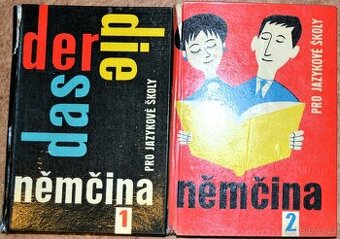 der
die
das
PRO JAZYKOVÉ ŠKOLY
němčina
1
PRO JAZYKOVÉ ŠKOLY
němčina
2